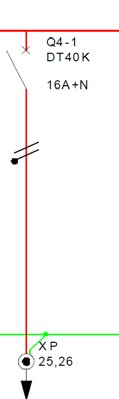 Q4-1
DT40K
16A+N
XP
25,26